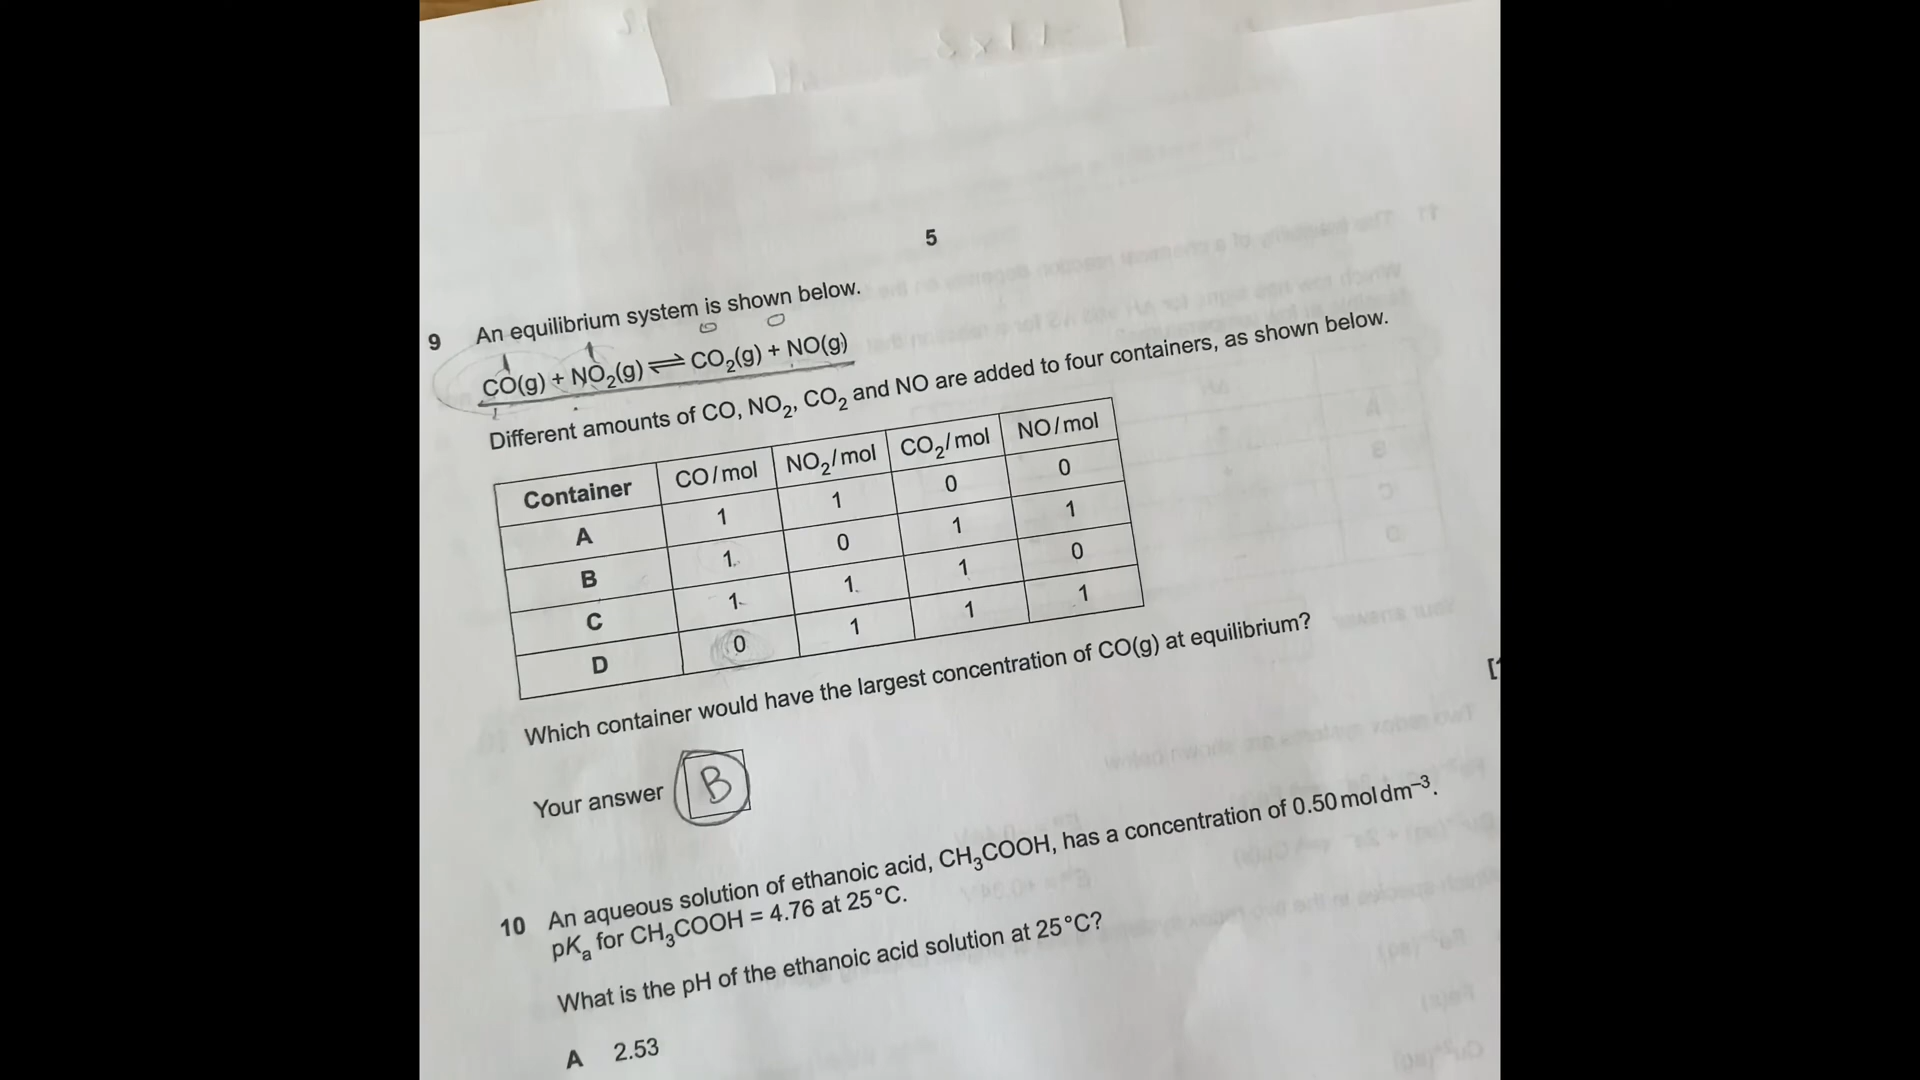 5
9 An equilibrium system is shown below.
CO(g) + NO₂(g) ⇌ CO₂(g) + NO(g)
Different amounts of CO, NO₂, CO₂ and NO are added to four containers, as shown below.
Container CO/mol NO₂/mol CO₂/mol NO/mol
A 1 1 0 0
B 1 0 1 1
C 1 1 1 0
D 0 1 1 1
Which container would have the largest concentration of CO(g) at equilibrium?
Your answer B
10 An aqueous solution of ethanoic acid, CH₃COOH, has a concentration of 0.50 mol dm⁻³.
pKₐ for CH₃COOH = 4.76 at 25 °C.
What is the pH of the ethanoic acid solution at 25 °C?
A 2.53